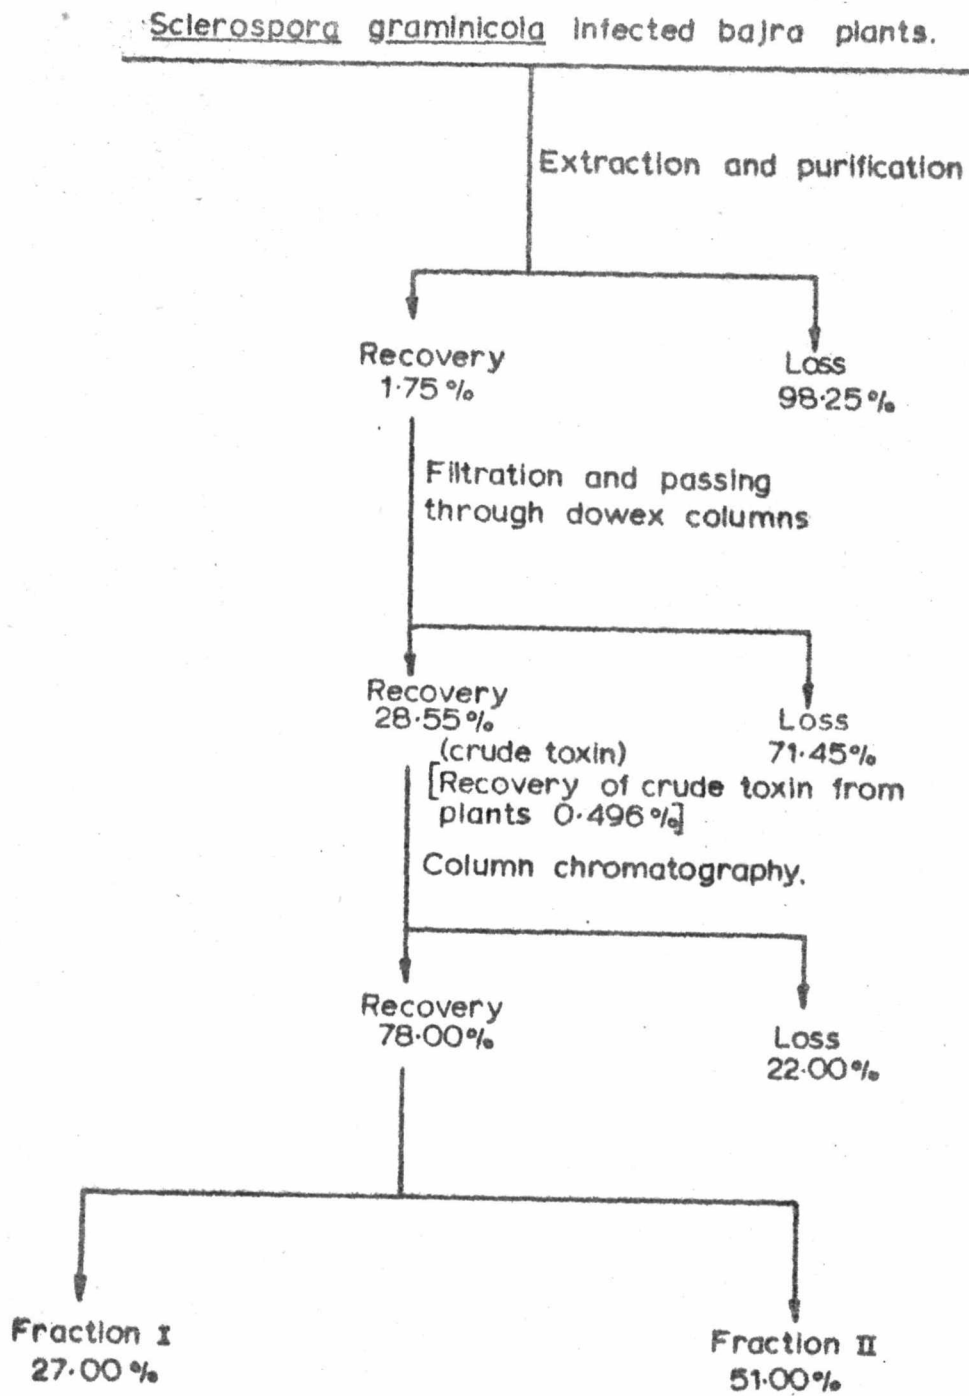 Sclerospora graminicola infected bajra plants.
Extraction and purification
Recovery
1·75%
Loss
98·25%
Filtration and passing
through dowex columns
Recovery
28·55%
(crude toxin)
[Recovery of crude toxin from
plants 0·496%]
Loss
71·45%
Column chromatography.
Recovery
78·00%
Loss
22·00%
Fraction I
27·00%
Fraction II
51·00%